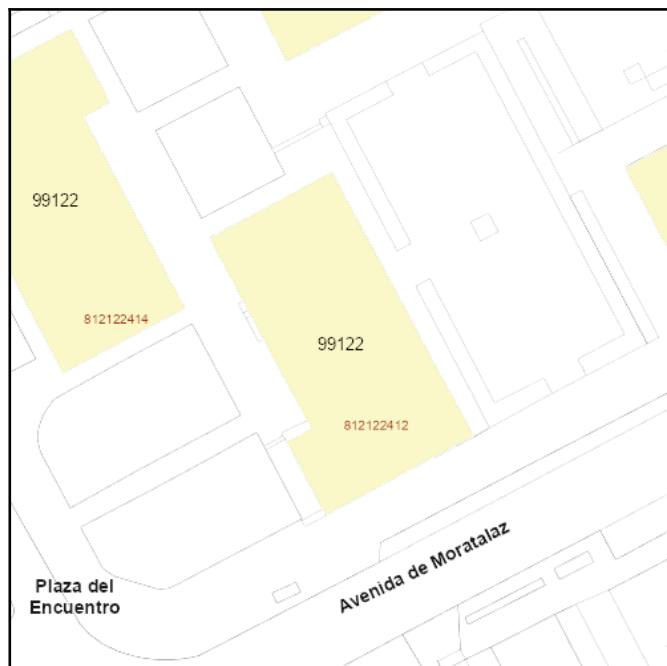 99122
812122414
99122
812122412
Avenida de Moratalaz
Plaza del
Encuentro